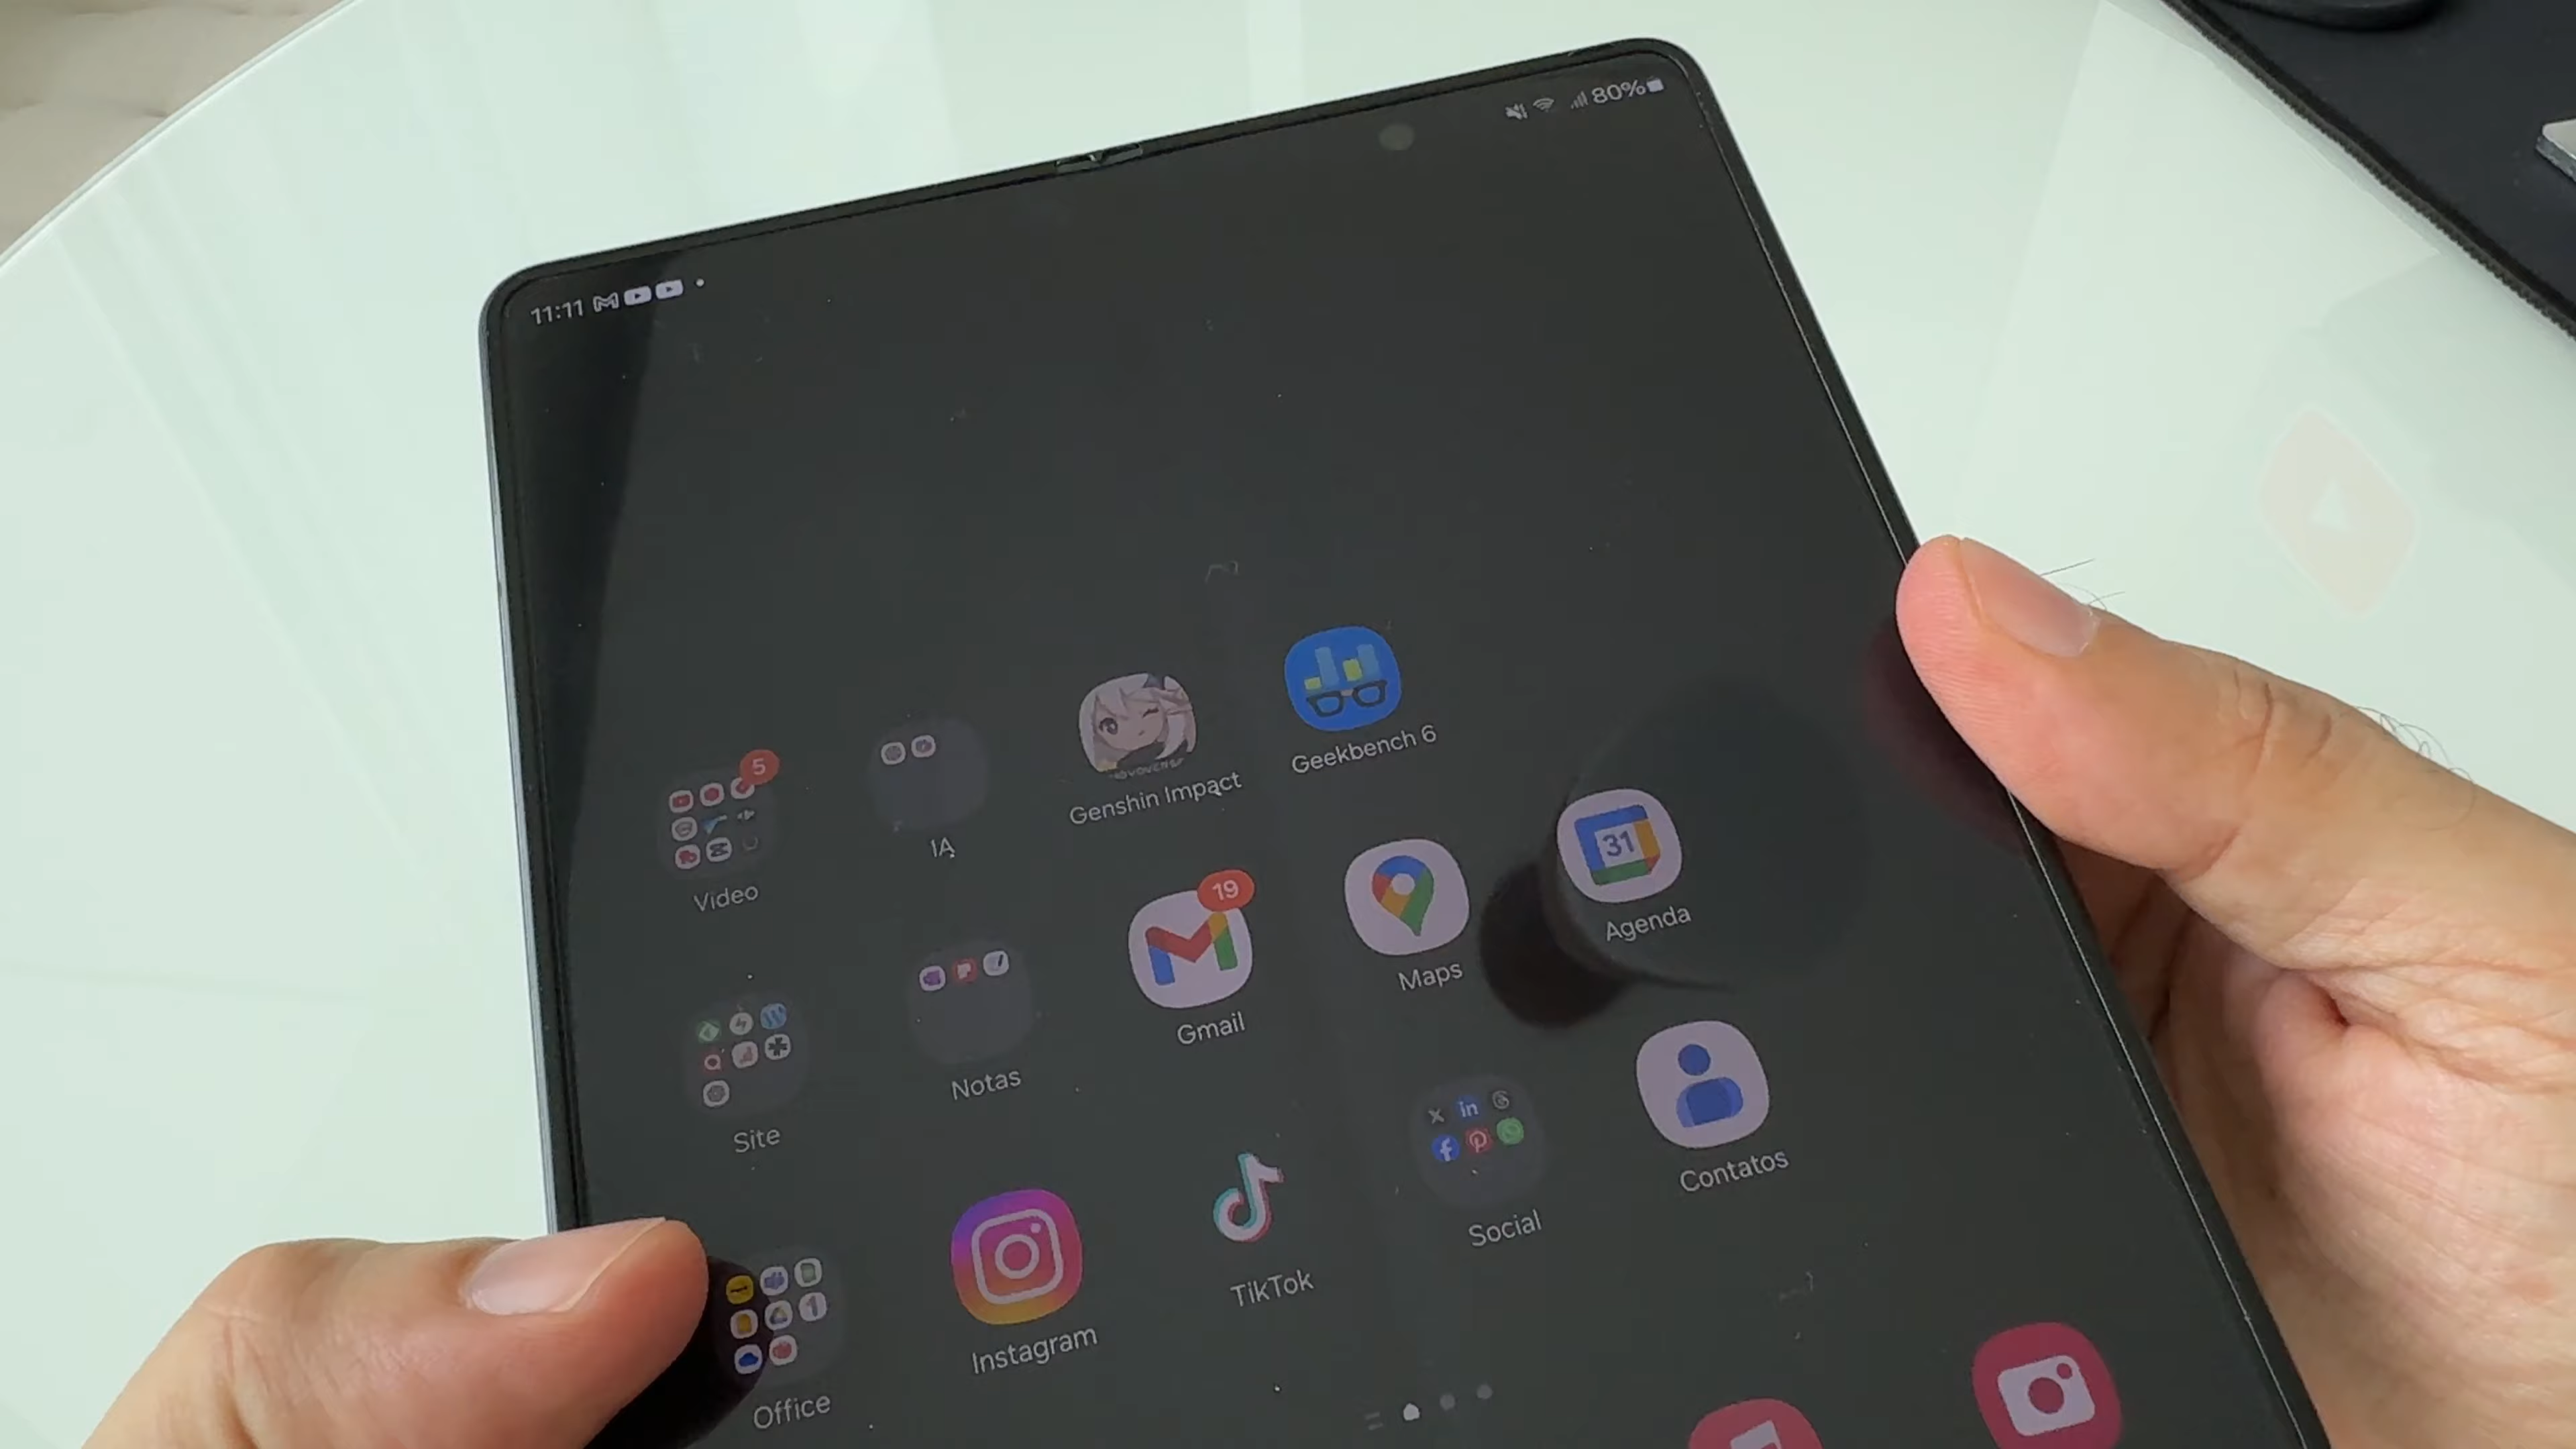 11:11
80%
5
Video
IA
Genshin Impact
Geekbench 6
Site
Notas
19
Gmail
Maps
31
Agenda
Office
Instagram
TikTok
in
Social
Contatos